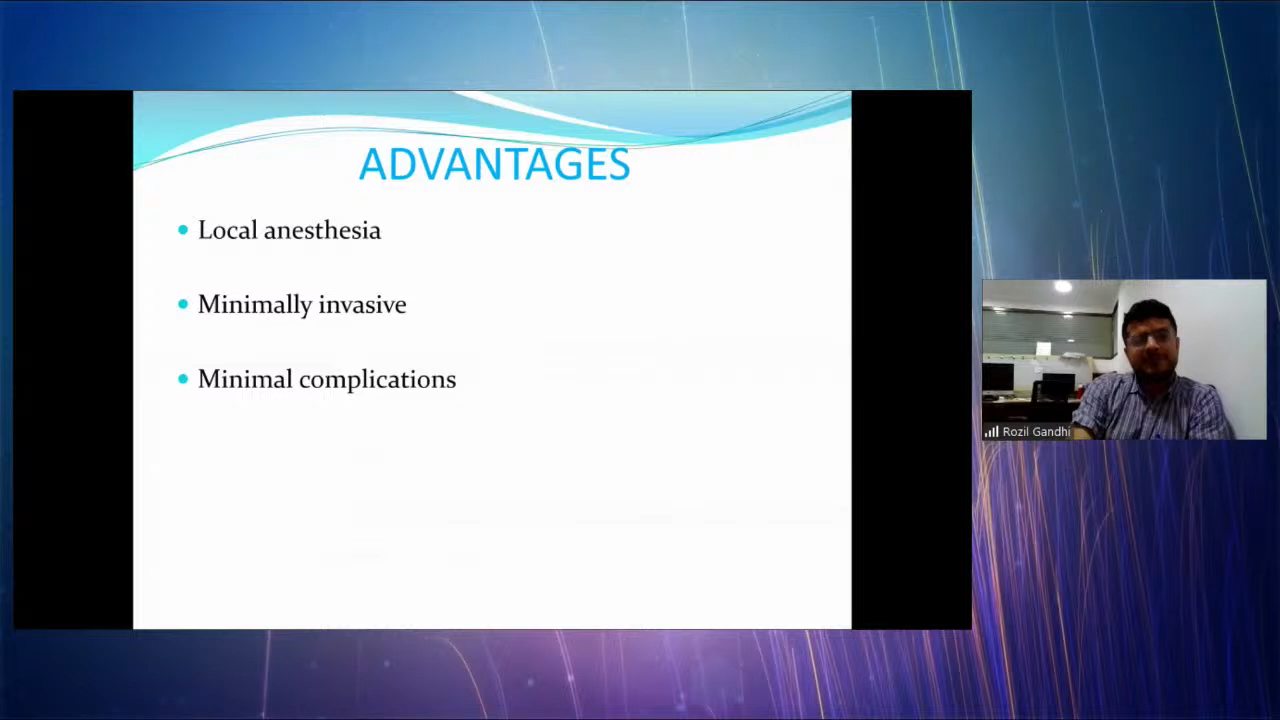 ADVANTAGES
Local anesthesia
Minimally invasive
Minimal complications
Rozil Gandhi